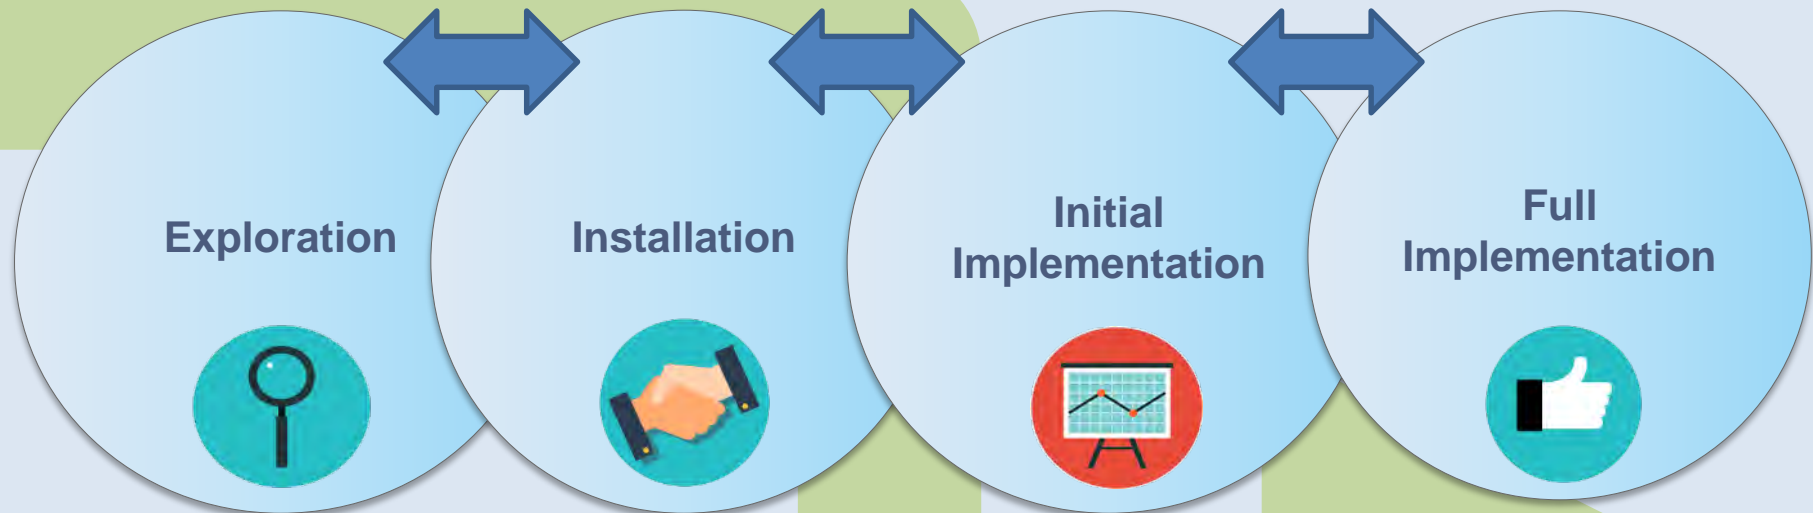 Exploration
Installation
Initial
Implementation
Full
Implementation